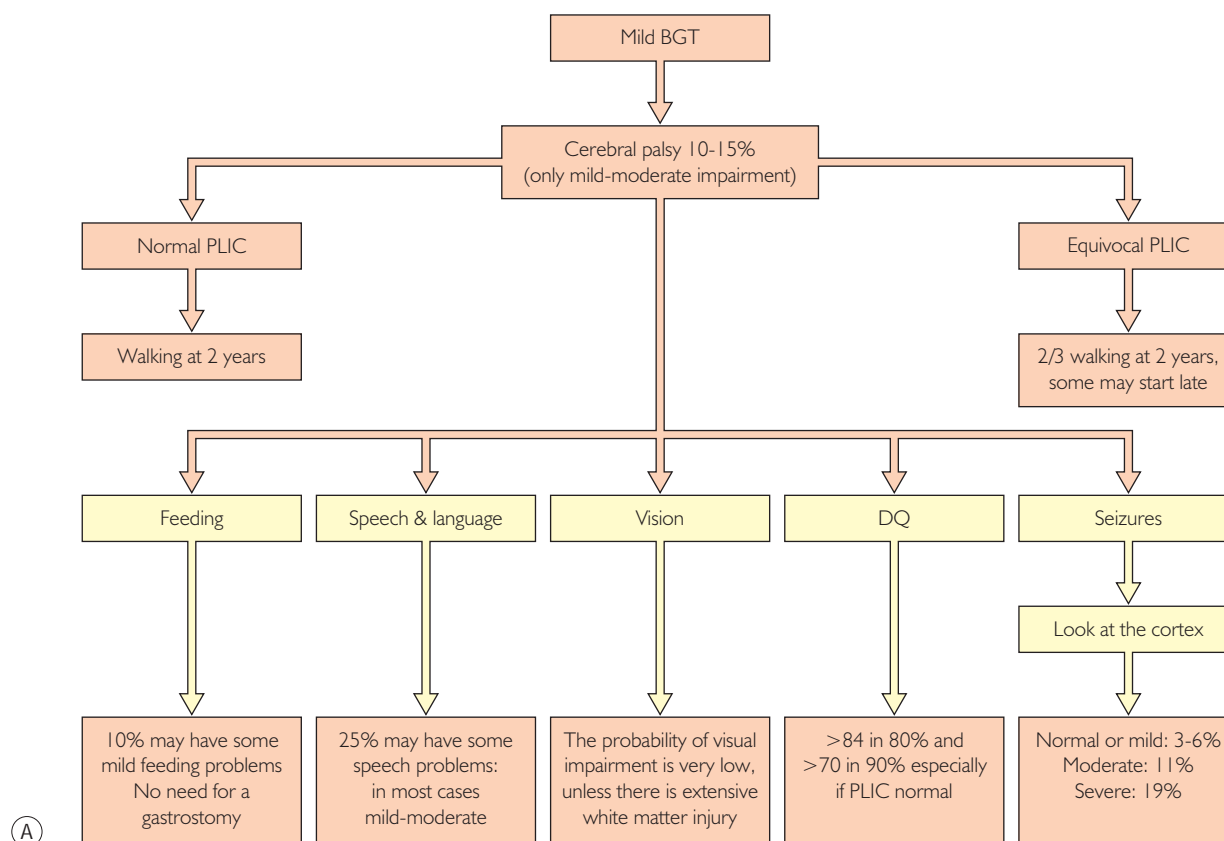 Mild BGT
Cerebral palsy 10-15%
(only mild-moderate impairment)
Normal PLIC
Equivocal PLIC
Walking at 2 years
2/3 walking at 2 years,
some may start late
Feeding
Speech & language
Vision
DQ
Seizures
Look at the cortex
10% may have some
mild feeding problems
No need for a
gastrostomy
25% may have some
speech problems:
in most cases
mild-moderate
The probability of visual
impairment is very low,
unless there is extensive
white matter injury
>84 in 80% and
>70 in 90% especially
if PLIC normal
Normal or mild: 3-6%
Moderate: 11%
Severe: 19%
A